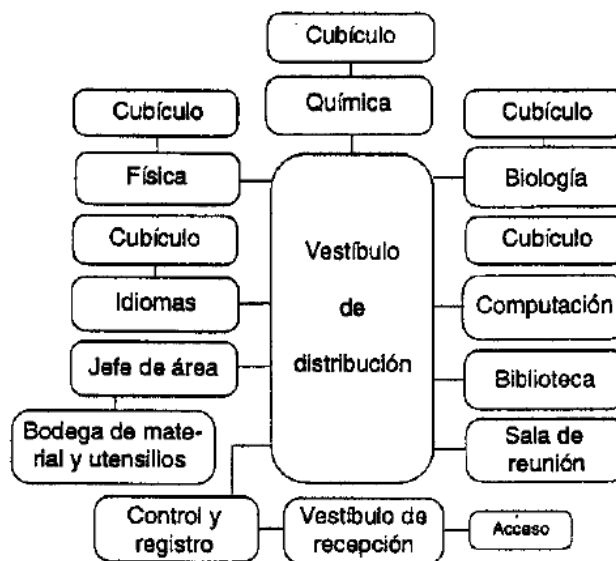 Cubículo
Química
Cubículo
Física
Cubículo
Biología
Cubículo
Idiomas
Vestíbulo
de
distribución
Cubículo
Computación
Jefe de área
Biblioteca
Bodega de mate-
rial y utensilios
Sala de
reunión
Control y
registro
Vestíbulo de
recepción
Acceso